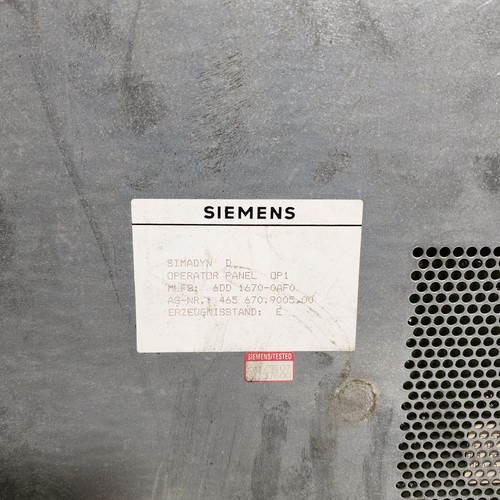 SIEMENS
SIMADYN D
OPERATOR PANEL OP1
MLFB: 6DD 1670-0AF0
AG-NR.: 465 670.9005.00
ERZEUGNISSTAND: E
SIEMENS/TESTED